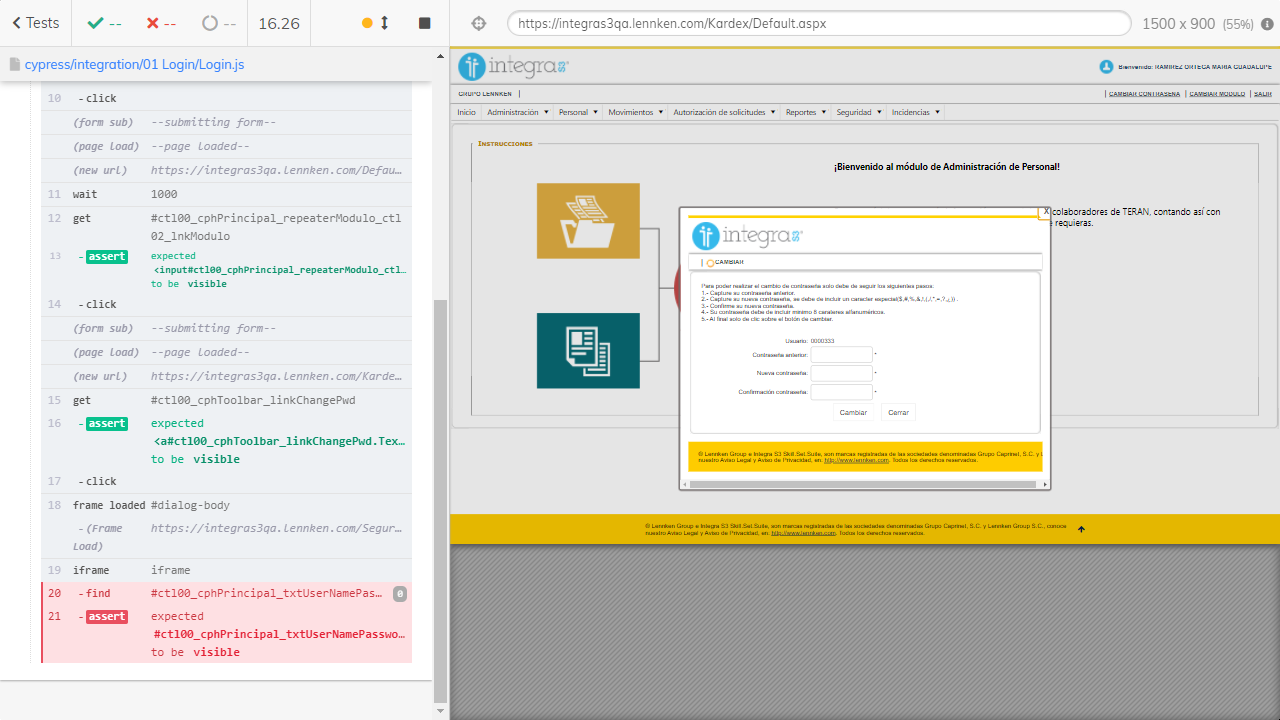 Tests
--
--
--
16.26
https://integras3qa.lennken.com/Kardex/Default.aspx
1500 x 900 (55%)
cypress/integration/01 Login/Login.js
10 - click
(form sub) --submitting form--
(page load) --page loaded--
(new url) https://integras3qa.lennken.com/Defau...
11 wait 1000
12 get #ctl00_cphPrincipal_repeaterModulo_ctl
02_lnkModulo
13 - assert expected
<input#ctl00_cphPrincipal_repeaterModulo_ctl...
to be visible
14 - click
(form sub) --submitting form--
(page load) --page loaded--
(new url) https://integras3qa.lennken.com/Karde...
15 get #ctl00_cphToolbar_linkChangePwd
16 - assert expected
<a#ctl00_cphToolbar_linkChangePwd.Tex...
to be visible
17 - click
18 frame loaded #dialog-body
- (Frame Load) https://integras3qa.lennken.com/Segur...
19 iframe iframe
20 - find #ctl00_cphPrincipal_txtUserNamePas... 0
21 - assert expected
#ctl00_cphPrincipal_txtUserNamePasswo...
to be visible
integra s3
Bienvenido: RAMIREZ ORTEGA MARIA GUADALUPE
GRUPO LENNKEN |
| CAMBIAR CONTRASEÑA | CAMBIAR MODULO | SALIR
Inicio Administración Personal Movimientos Autorización de solicitudes Reportes Seguridad Incidencias
INSTRUCCIONES
¡Bienvenido al módulo de Administración de Personal!
colaboradores de TERAN, contando así con
e requieras.
X
integra s3
| CAMBIAR
Para poder realizar el cambio de contraseña solo debe de seguir los siguientes pasos:
1.- Capture su contraseña anterior.
2.- Capture su nueva contraseña, se debe de incluir un caracter especial
3.- Confirme su nueva contraseña.
4.- Su contraseña debe de incluir mínimo 8 carateres alfanuméricos.
5.- Al final solo de clic sobre el botón de cambiar.
Usuario: 0000333
Contraseña anterior: *
Nueva contraseña: *
Confirmación contraseña: *
Cambiar Cerrar
© Lennken Group e Integra S3 Skill.Set.Suite, son marcas registradas de las sociedades denominadas Grupo Caprinet, S.C. y L
nuestro Aviso Legal y Aviso de Privacidad, en: http://www.lennken.com. Todos los derechos reservados.
© Lennken Group e Integra S3 Skill.Set.Suite, son marcas registradas de las sociedades denominadas Grupo Caprinet, S.C. y Lennken Group S.C., conoce
nuestro Aviso Legal y Aviso de Privacidad, en: http://www.lennken.com. Todos los derechos reservados.